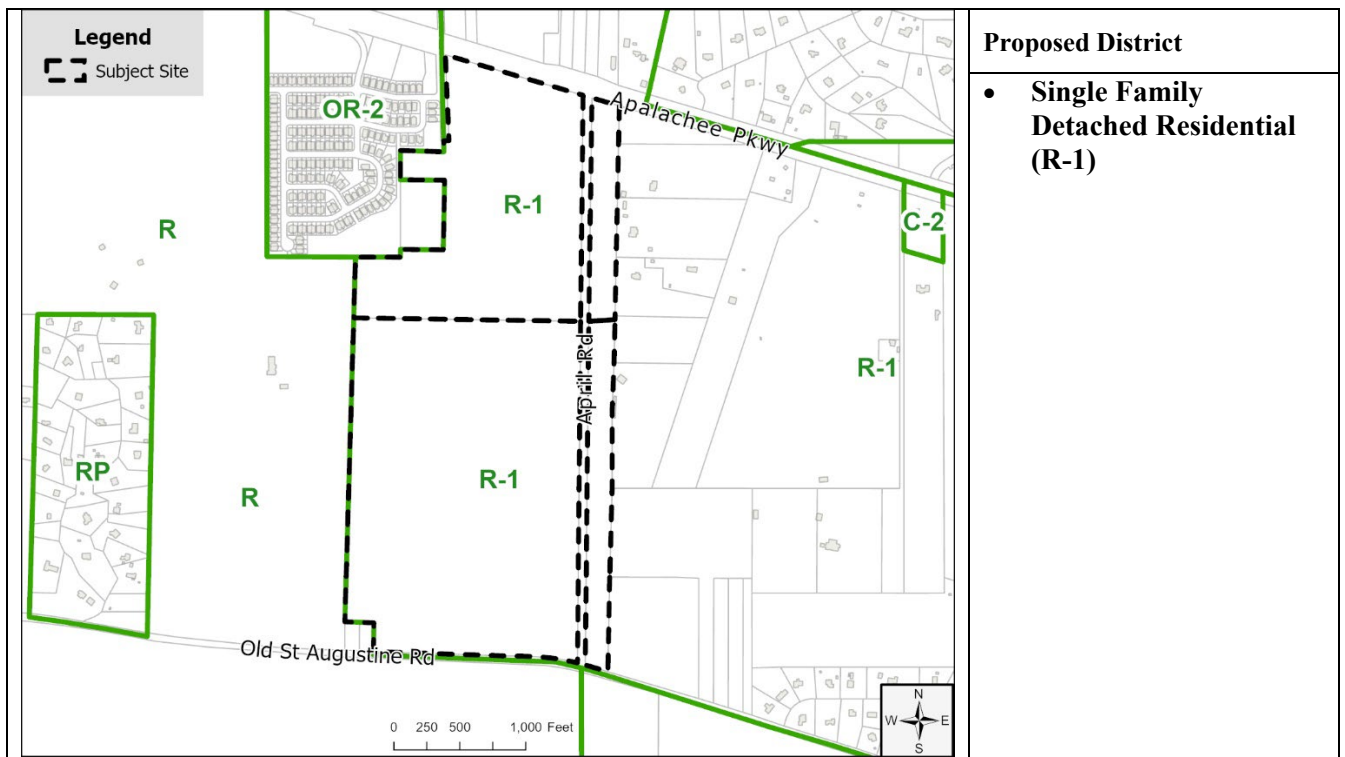 Legend
Subject Site
OR-2
Apalachee Pkwy
R-1
C-2
R
April Rd
R-1
RP
R
R-1
Old St Augustine Rd
0 250 500 1,000 Feet
N
W E
S
Proposed District
• Single Family
Detached Residential
(R-1)